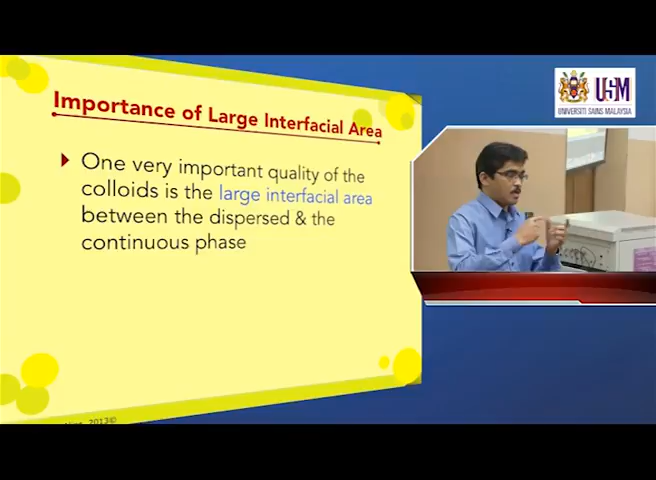 USM
UNIVERSITI SAINS MALAYSIA
Importance of Large Interfacial Area
One very important quality of the
colloids is the large interfacial area
between the dispersed & the
continuous phase
2013©